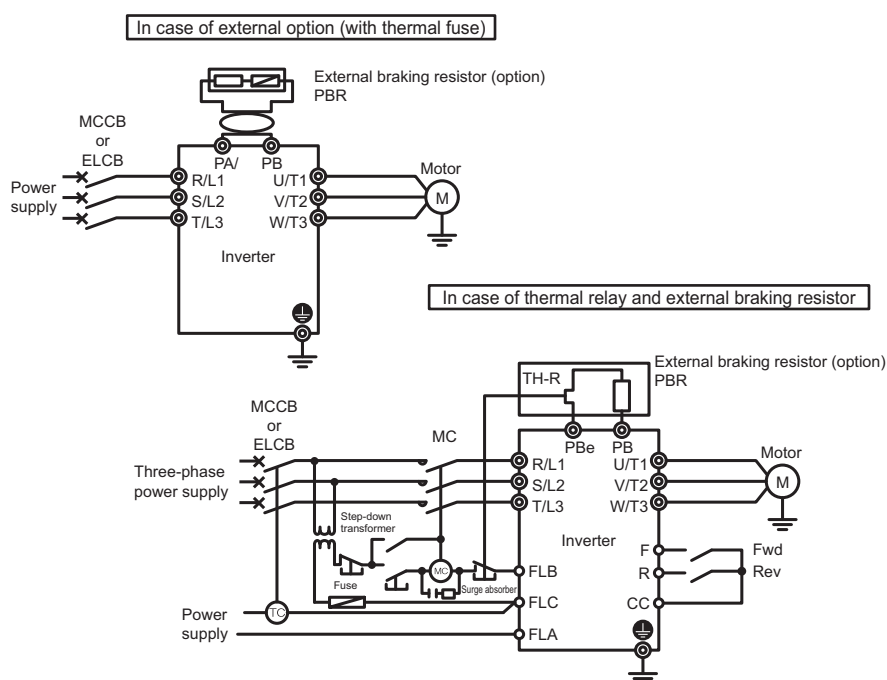 In case of external option (with thermal fuse)
External braking resistor (option)
PBR
MCCB
or
ELCB
PA/
PB
Power
supply
R/L1
S/L2
T/L3
U/T1
V/T2
W/T3
Motor
M
Inverter
In case of thermal relay and external braking resistor
External braking resistor (option)
PBR
TH-R
MCCB
or
ELCB
MC
PBe
PB
Three-phase
power supply
R/L1
S/L2
T/L3
U/T1
V/T2
W/T3
Motor
M
Step-down
transformer
Inverter
F
Fwd
R
Rev
CC
MC
FLB
Fuse
Surge absorber
FLC
TC
Power
supply
FLA